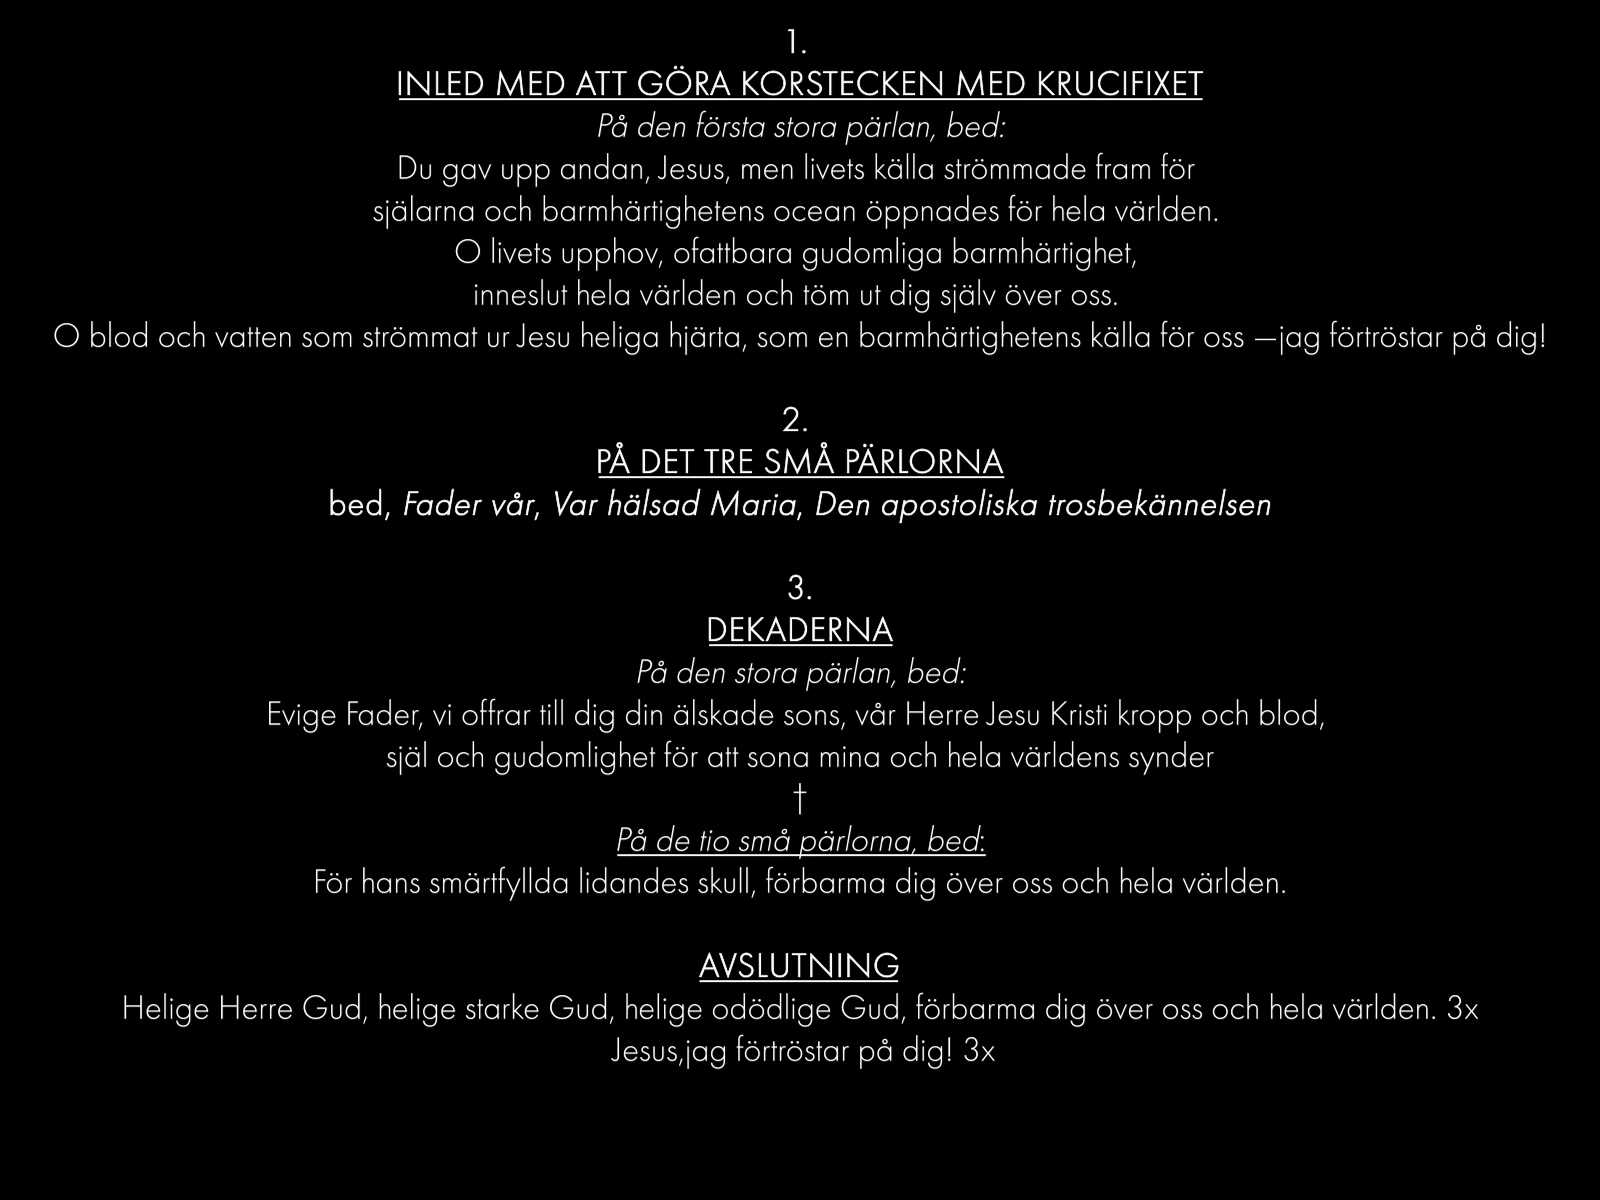 1.
INLED MED ATT GÖRA KORSTECKEN MED KRUCIFIXET
På den första stora pärlan, bed:
Du gav upp andan, Jesus, men livets källa strömmade fram för
själarna och barmhärtighetens ocean öppnades för hela världen.
O livets upphov, ofattbara gudomliga barmhärtighet,
inneslut hela världen och töm ut dig själv över oss.
O blod och vatten som strömmat ur Jesu heliga hjärta, som en barmhärtighetens källa för oss —jag förtröstar på dig!
2.
PÅ DET TRE SMÅ PÄRLORNA
bed, Fader vår, Var hälsad Maria, Den apostoliska trosbekännelsen
3.
DEKADERNA
På den stora pärlan, bed:
Evige Fader, vi offrar till dig din älskade sons, vår Herre Jesu Kristi kropp och blod,
själ och gudomlighet för att sona mina och hela världens synder
†
På de tio små pärlorna, bed:
För hans smärtfyllda lidandes skull, förbarma dig över oss och hela världen.
AVSLUTNING
Helige Herre Gud, helige starke Gud, helige odödlige Gud, förbarma dig över oss och hela världen. 3x
Jesus,jag förtröstar på dig! 3x